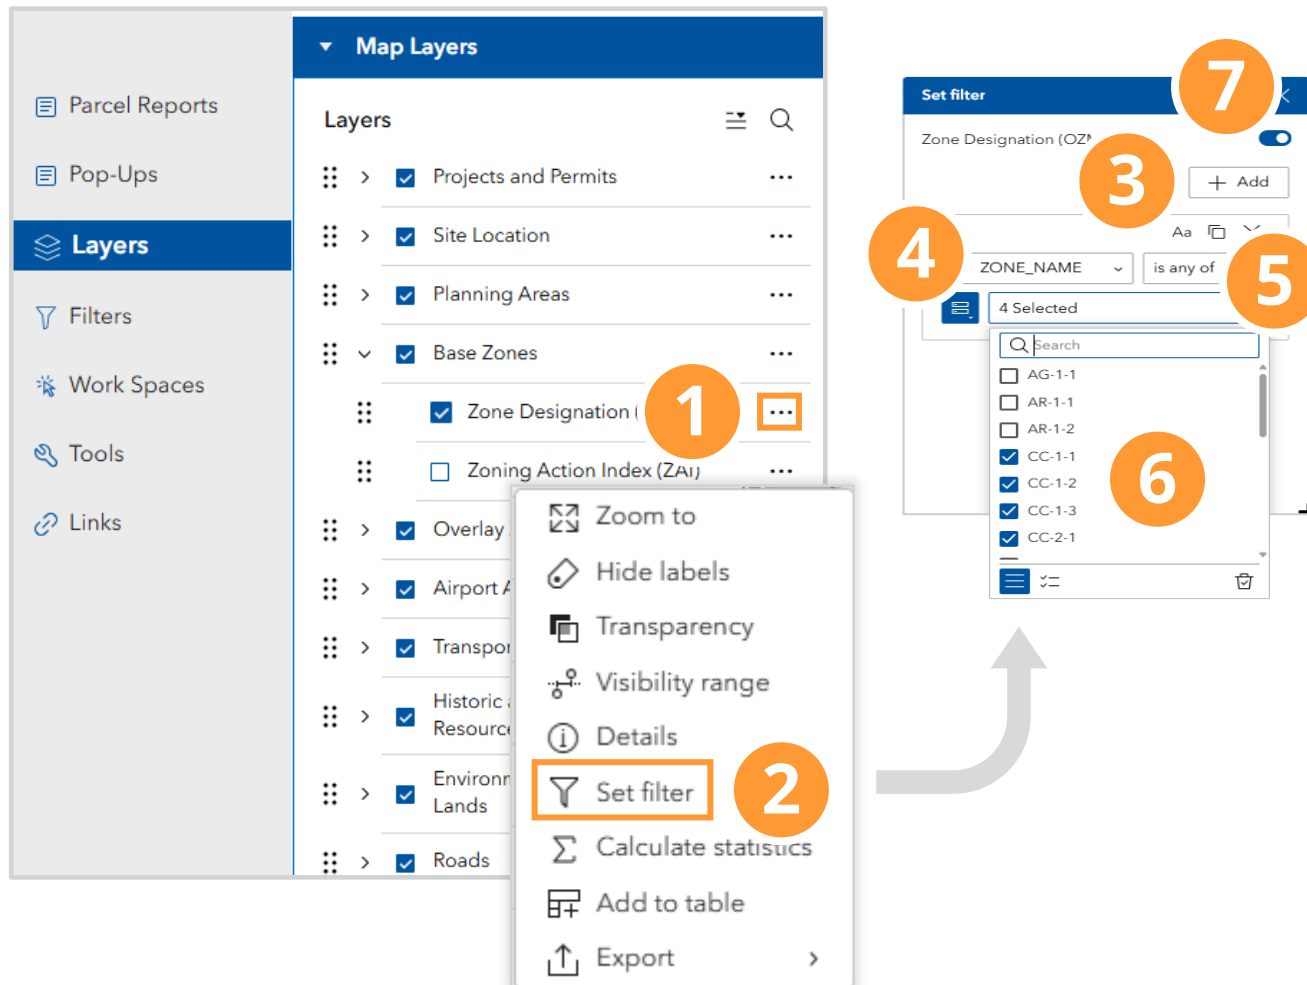 Parcel Reports
Pop-Ups
Layers
Filters
Work Spaces
Tools
Links
Map Layers
Layers
Projects and Permits
Site Location
Planning Areas
Base Zones
Zone Designation (
1
Zoning Action Index (ZAI)
Overlay
Airport
Transpor
Historic
Resource
Environ
Lands
Roads
Zoom to
Hide labels
Transparency
Visibility range
Details
Set filter
2
Calculate statistics
Add to table
Export
Set filter
7
Zone Designation (OZ
3
+ Add
Aa
4
ZONE_NAME
is any of
5
4 Selected
Search
AG-1-1
AR-1-1
AR-1-2
CC-1-1
CC-1-2
CC-1-3
CC-2-1
6